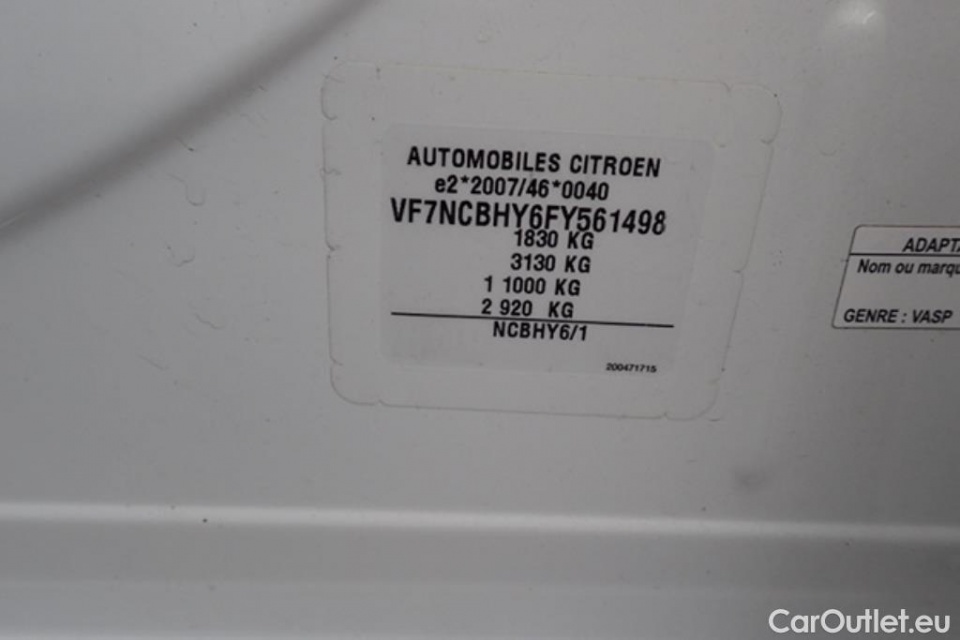 AUTOMOBILES CITROEN
e2*2007/46*0040
VF7NCBHY6FY561498
1830 KG
3130 KG
1 1000 KG
2 920 KG
NCBHY6/1
200471715
ADAPTA
Nom ou marqu
GENRE : VASP
CarOutlet.eu